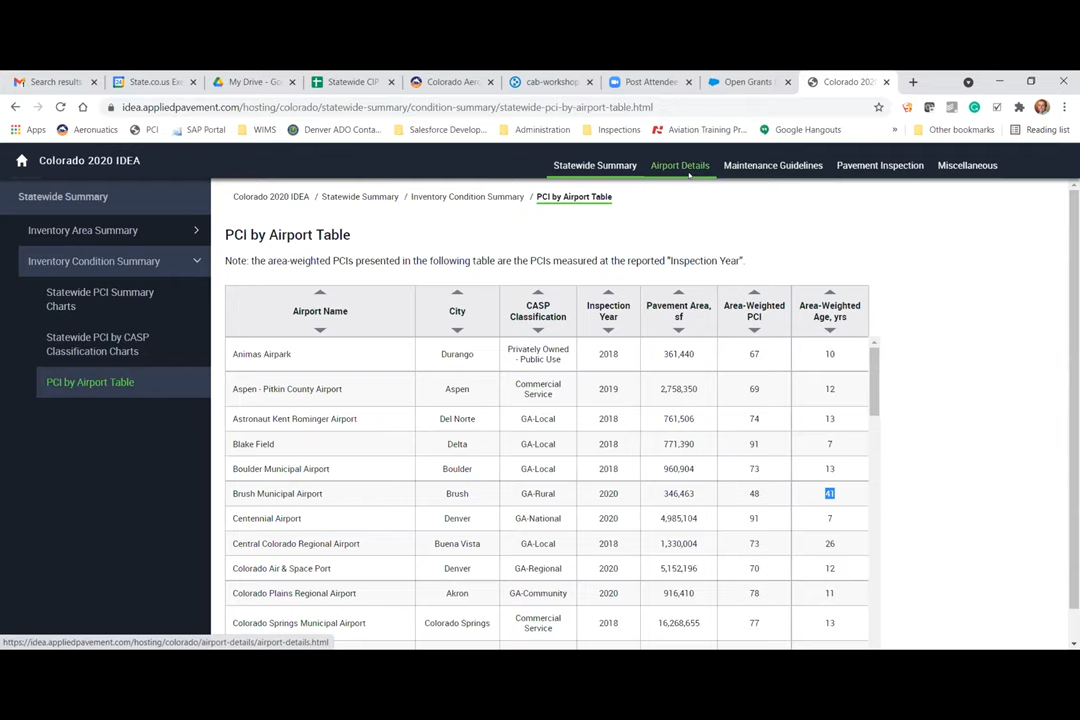 Search results
State.co.us Exe
My Drive - Goo
Statewide CIP
Colorado Aero
cab-workshop
Post Attendee
Open Grants |
Colorado 2020
idea.appliedpavement.com/hosting/colorado/statewide-summary/condition-summary/statewide-pci-by-airport-table.html
Apps
Aeronuatics
PCI
SAP Portal
WIMS
Denver ADO Conta...
Salesforce Develop...
Administration
Inspections
Aviation Training Pr...
Google Hangouts
»
Other bookmarks
Reading list
Colorado 2020 IDEA
Statewide Summary
Airport Details
Maintenance Guidelines
Pavement Inspection
Miscellaneous
Statewide Summary
Inventory Area Summary
Inventory Condition Summary
Statewide PCI Summary
Charts
Statewide PCI by CASP
Classification Charts
PCI by Airport Table
Colorado 2020 IDEA / Statewide Summary / Inventory Condition Summary / PCI by Airport Table
PCI by Airport Table
Note: the area-weighted PCIs presented in the following table are the PCIs measured at the reported "Inspection Year".
Airport Name
City
CASP
Classification
Inspection
Year
Pavement Area,
sf
Area-Weighted
PCI
Area-Weighted
Age, yrs
Animas Airpark Durango Privately Owned
- Public Use 2018 361,440 67 10
Aspen - Pitkin County Airport Aspen Commercial
Service 2019 2,758,350 69 12
Astronaut Kent Rominger Airport Del Norte GA-Local 2018 761,506 74 13
Blake Field Delta GA-Local 2018 771,390 91 7
Boulder Municipal Airport Boulder GA-Local 2018 960,904 73 13
Brush Municipal Airport Brush GA-Rural 2020 346,463 48 41
Centennial Airport Denver GA-National 2020 4,985,104 91 7
Central Colorado Regional Airport Buena Vista GA-Local 2018 1,330,004 73 26
Colorado Air & Space Port Denver GA-Regional 2020 5,152,196 70 12
Colorado Plains Regional Airport Akron GA-Community 2020 916,410 78 11
Colorado Springs Municipal Airport Colorado Springs Commercial
Service 2018 16,268,655 77 13
https://idea.appliedpavement.com/hosting/colorado/airport-details/airport-details.html